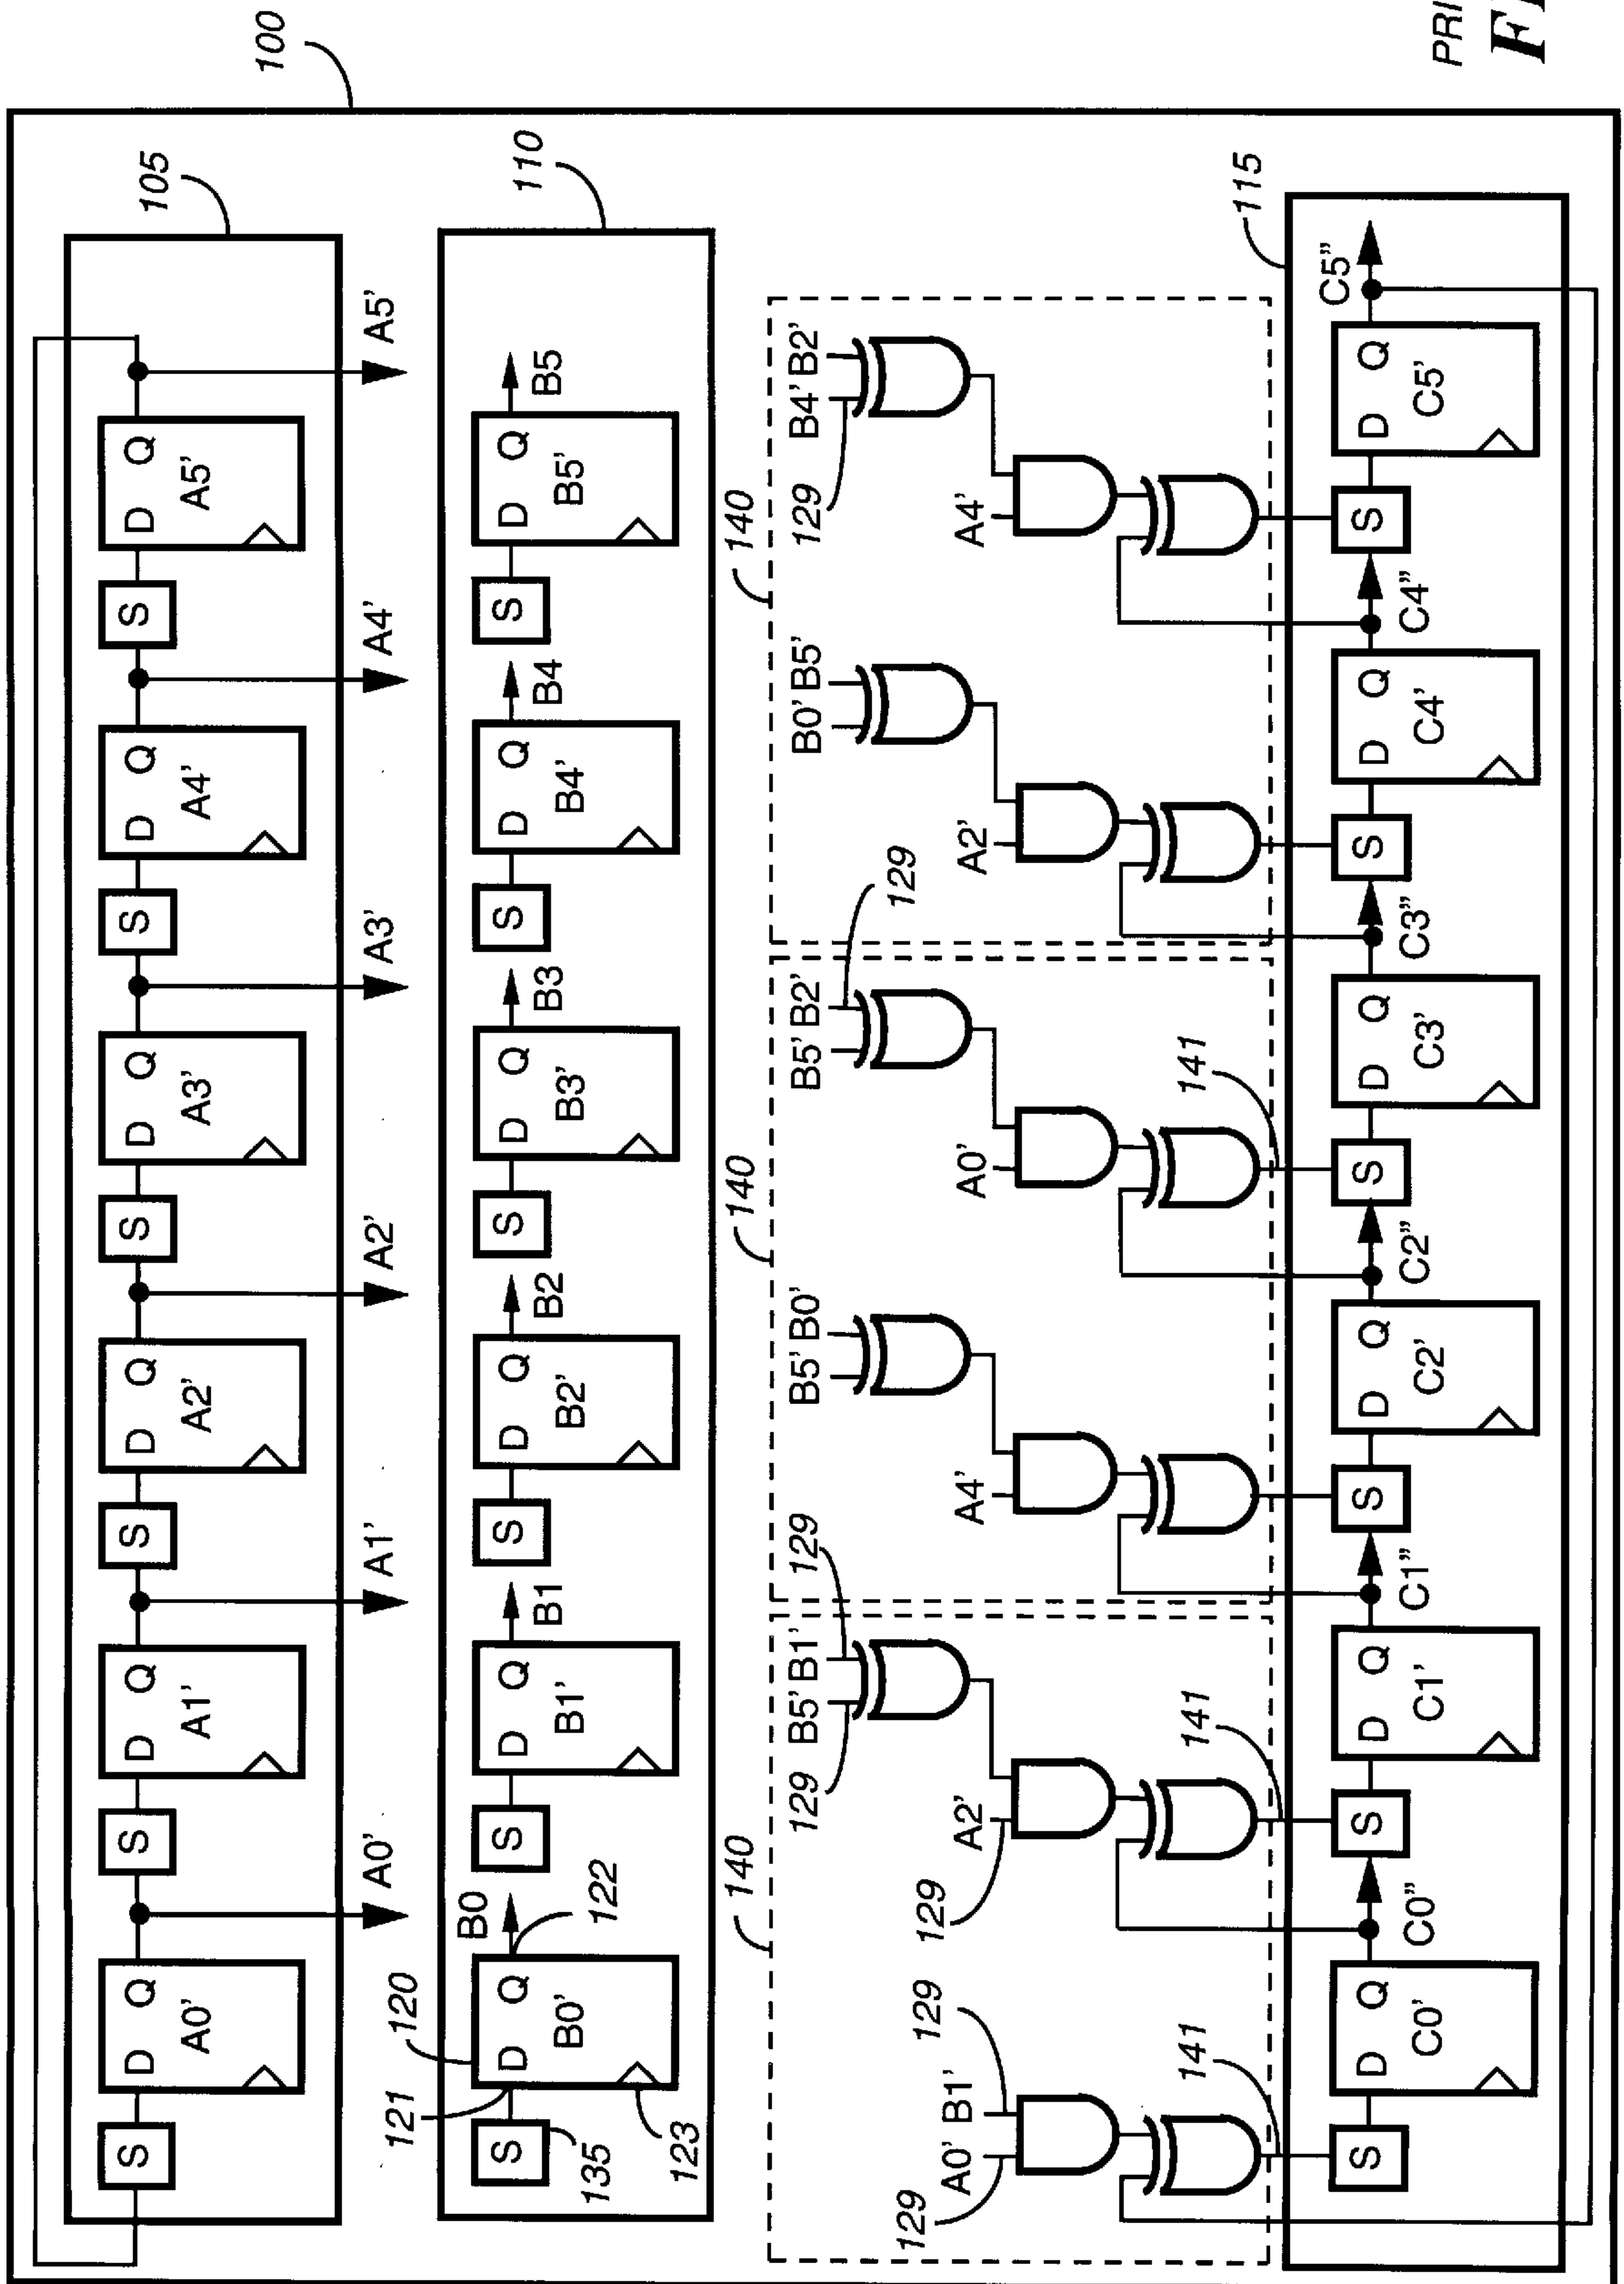 100
105
S D Q A0' S D Q A1' S D Q A2' S D Q A3' S D Q A4' S D Q A5'
A0' A1' A2' A3' A4' A5'
110
121 120 B0
S D Q B0' S D Q B1' S D Q B2' S D Q B3' S D Q B4' S D Q B5'
B1 B2 B3 B4 B5
135 123 122
140 140 140
129 B5' B1' 129 B5' B0' B5' B2' 129 B0' B5' 129 B4' B2'
129 A0' B1' 129 129 A2' A4' A0' A2' A4'
141 141 141
115
S D Q C0' S D Q C1' S D Q C2' S D Q C3' S D Q C4' S D Q C5'
C0" C1" C2" C3" C4" C5"
PRI